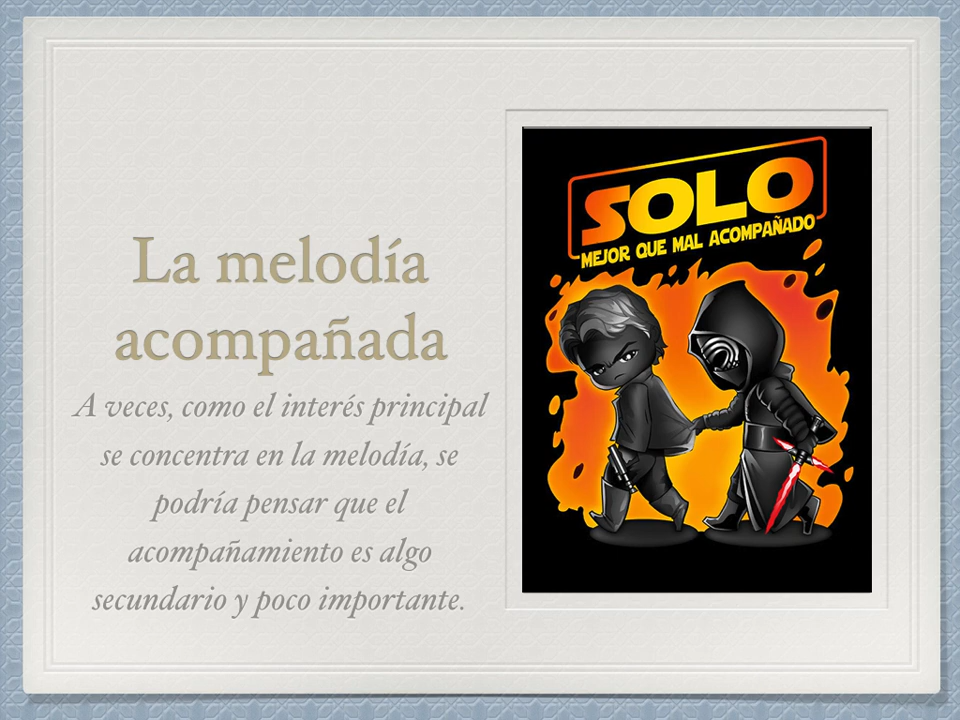 La melodía
acompañada
A veces, como el interés principal
se concentra en la melodía, se
podría pensar que el
acompañamiento es algo
secundario y poco importante.
SOLO
MEJOR QUE MAL ACOMPAÑADO